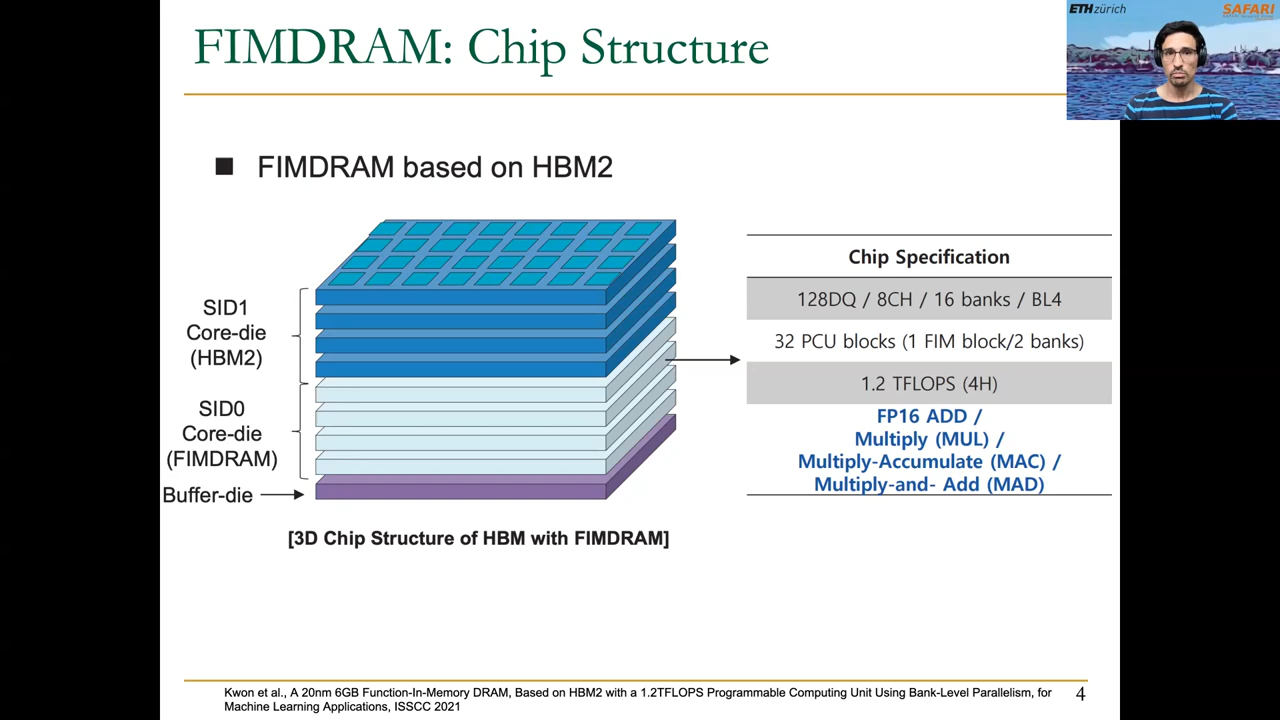 FIMDRAM: Chip Structure
ETH zürich
SAFARI
■ FIMDRAM based on HBM2
SID1
Core-die
(HBM2)
SID0
Core-die
(FIMDRAM)
Buffer-die
[3D Chip Structure of HBM with FIMDRAM]
Chip Specification
128DQ / 8CH / 16 banks / BL4
32 PCU blocks (1 FIM block/2 banks)
1.2 TFLOPS (4H)
FP16 ADD /
Multiply (MUL) /
Multiply-Accumulate (MAC) /
Multiply-and- Add (MAD)
Kwon et al., A 20nm 6GB Function-In-Memory DRAM, Based on HBM2 with a 1.2TFLOPS Programmable Computing Unit Using Bank-Level Parallelism, for
Machine Learning Applications, ISSCC 2021
4